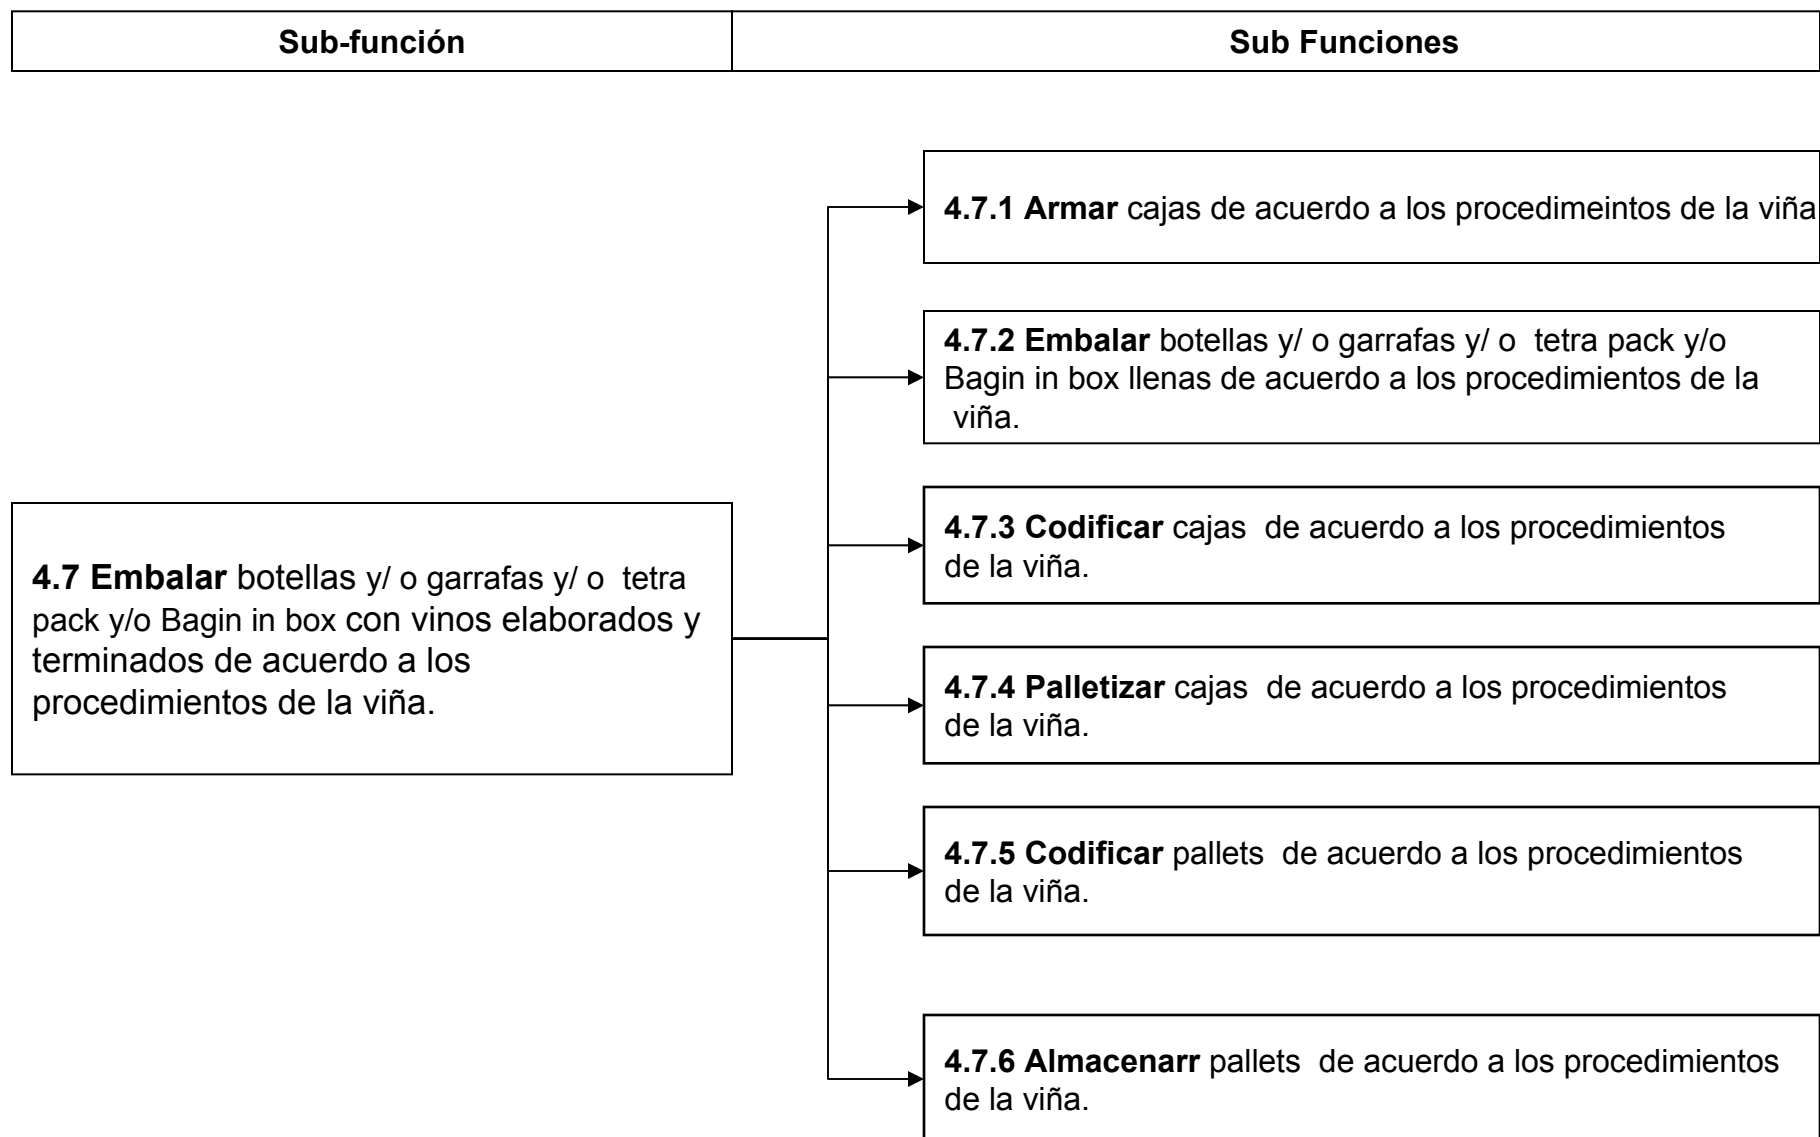 Sub-función
Sub Funciones
4.7.1 Armar cajas de acuerdo a los procedimeintos de la viña
4.7.2 Embalar botellas y/ o garrafas y/ o tetra pack y/o
Bagin in box llenas de acuerdo a los procedimientos de la
viña.
4.7.3 Codificar cajas de acuerdo a los procedimientos
de la viña.
4.7 Embalar botellas y/ o garrafas y/ o tetra
pack y/o Bagin in box con vinos elaborados y
terminados de acuerdo a los
procedimientos de la viña.
4.7.4 Palletizar cajas de acuerdo a los procedimientos
de la viña.
4.7.5 Codificar pallets de acuerdo a los procedimientos
de la viña.
4.7.6 Almacenarr pallets de acuerdo a los procedimientos
de la viña.